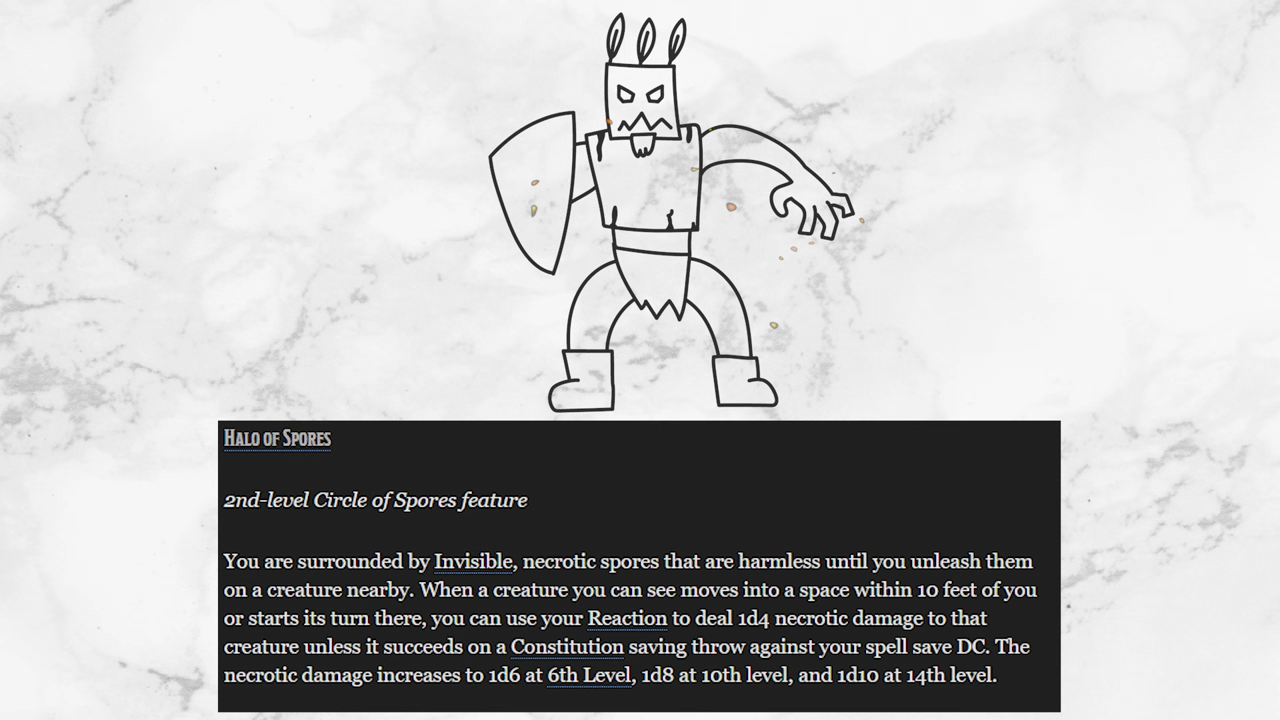 Halo of Spores
2nd-level Circle of Spores feature
You are surrounded by Invisible, necrotic spores that are harmless until you unleash them
on a creature nearby. When a creature you can see moves into a space within 10 feet of you
or starts its turn there, you can use your Reaction to deal 1d4 necrotic damage to that
creature unless it succeeds on a Constitution saving throw against your spell save DC. The
necrotic damage increases to 1d6 at 6th Level, 1d8 at 10th level, and 1d10 at 14th level.